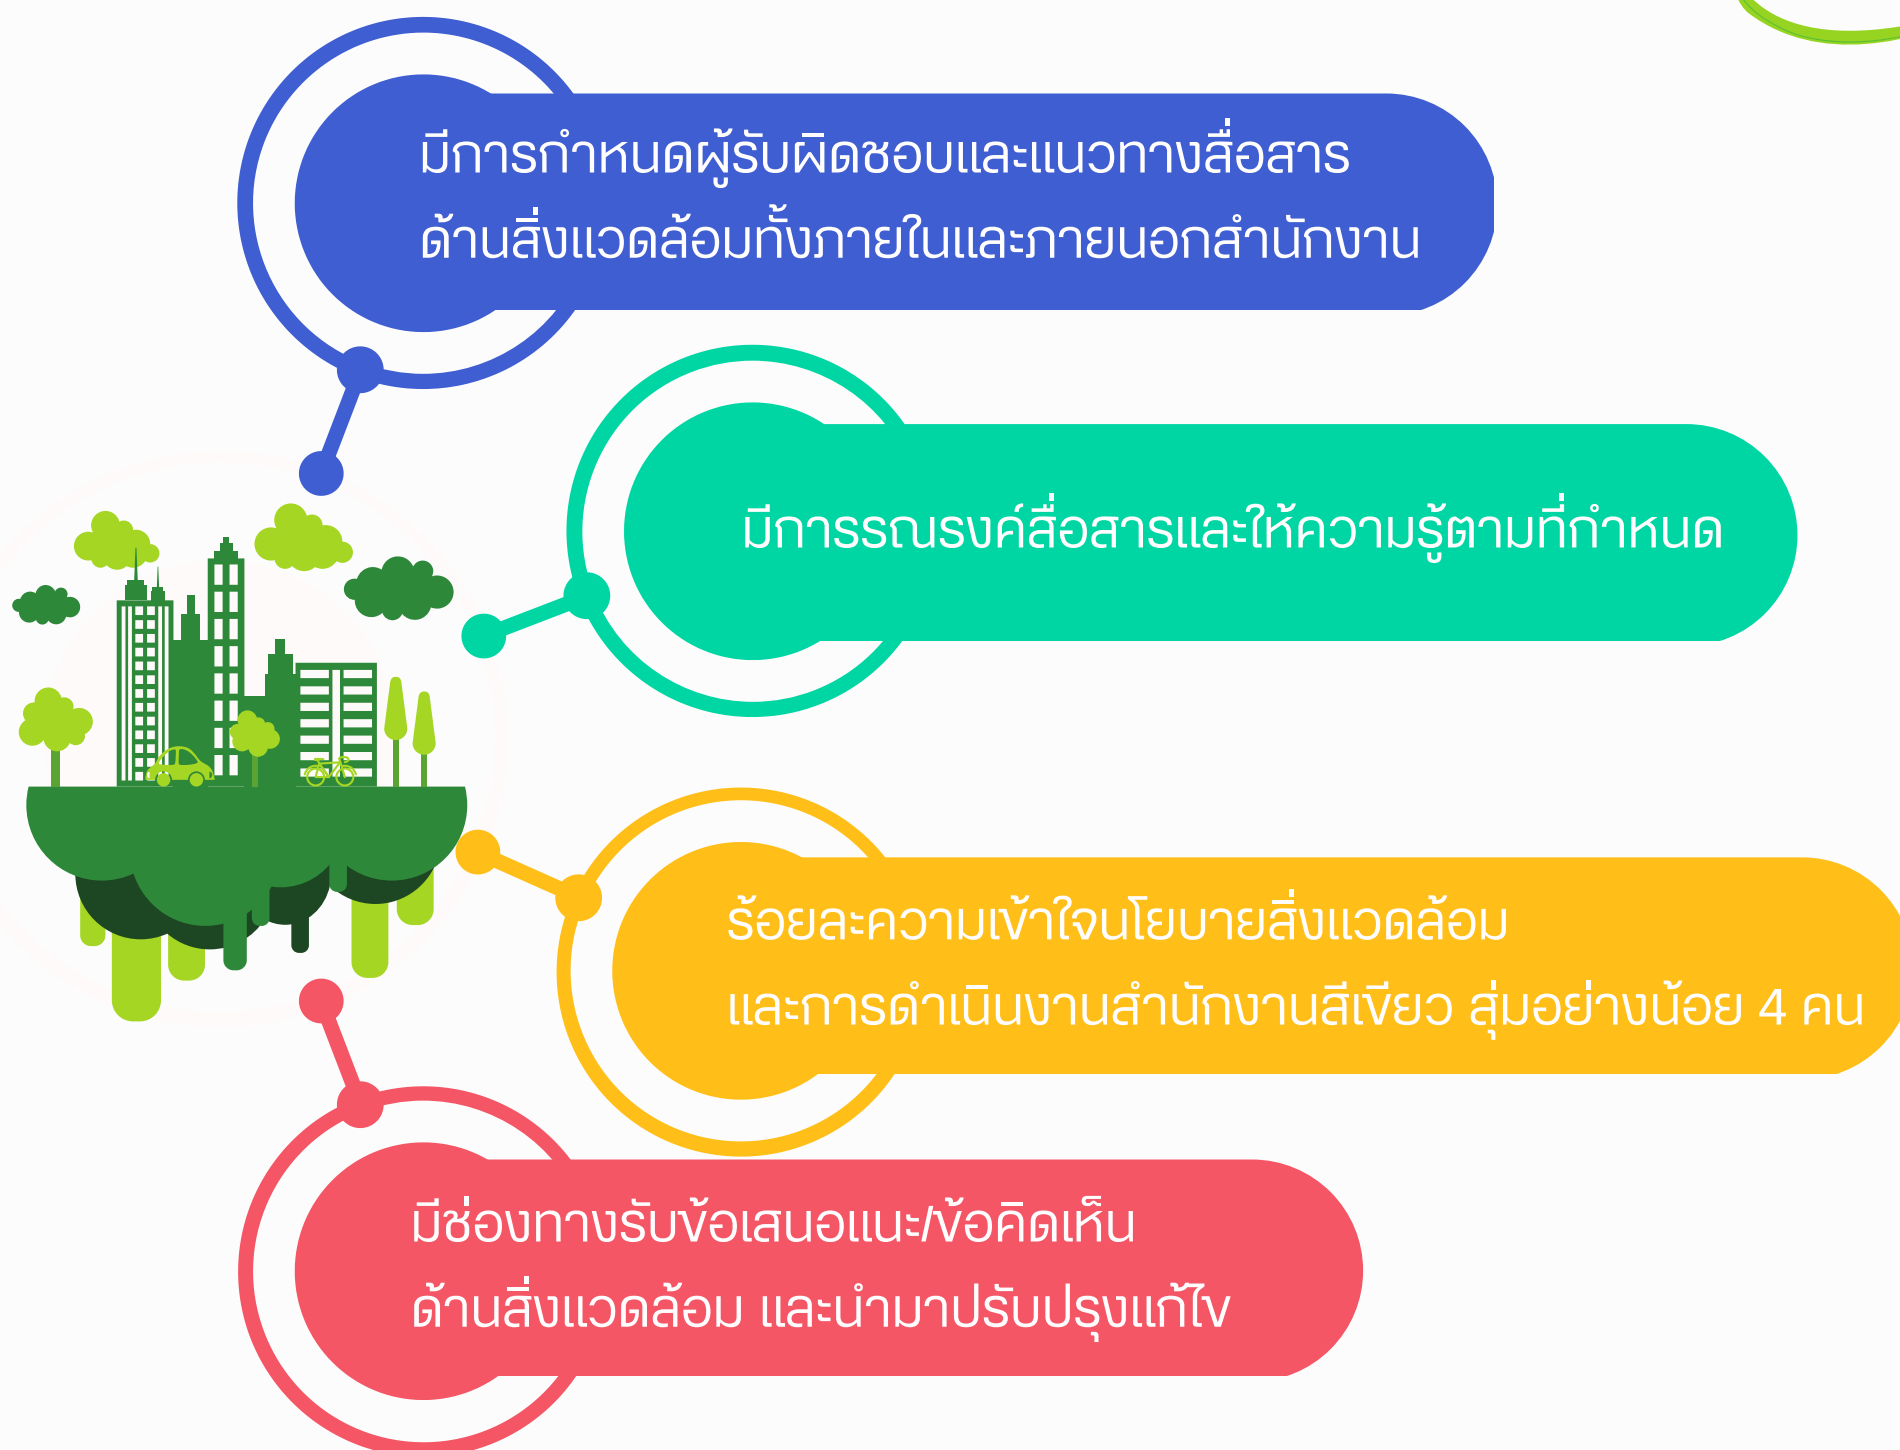 มีการกำหนดผู้รับผิดชอบและแนวทางสื่อสาร
ด้านสิ่งแวดล้อมทั้งภายในและภายนอกสำนักงาน
มีการรณรงค์สื่อสารและให้ความรู้ตามที่กำหนด
ร้อยละความเข้าใจนโยบายสิ่งแวดล้อม
และการดำเนินงานสำนักงานสีเขียว สุ่มอย่างน้อย 4 คน
มีช่องทางรับข้อเสนอแนะ/ข้อคิดเห็น
ด้านสิ่งแวดล้อม และนำมาปรับปรุงแก้ไข